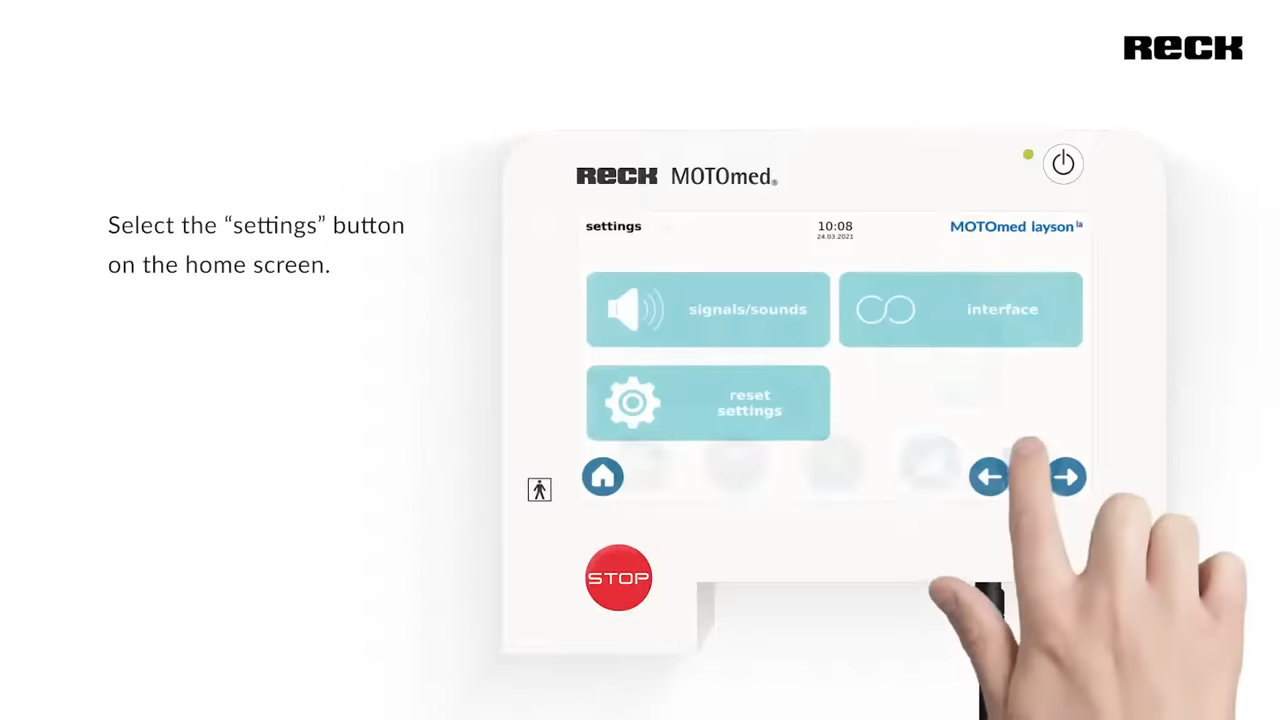 RECK
Select the “settings” button
on the home screen.
RECK MOTOmed®
settings 10:08 MOTOmed layson la
24.03.2021
signals/sounds
interface
reset
settings
STOP